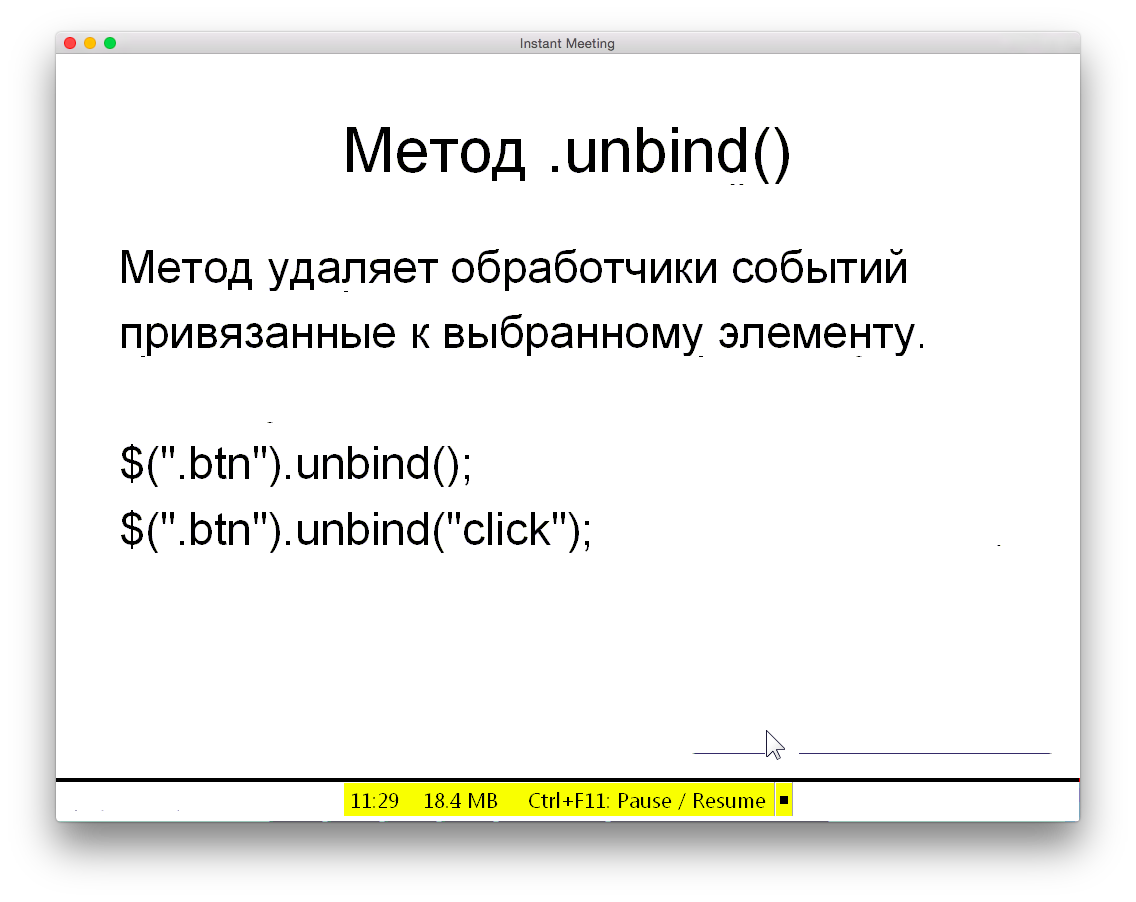 Instant Meeting
Метод .unbind()
Метод удаляет обработчики событий
привязанные к выбранному элементу.
$(".btn").unbind();
$(".btn").unbind("click");
11:29 18.4 MB Ctrl+F11: Pause / Resume